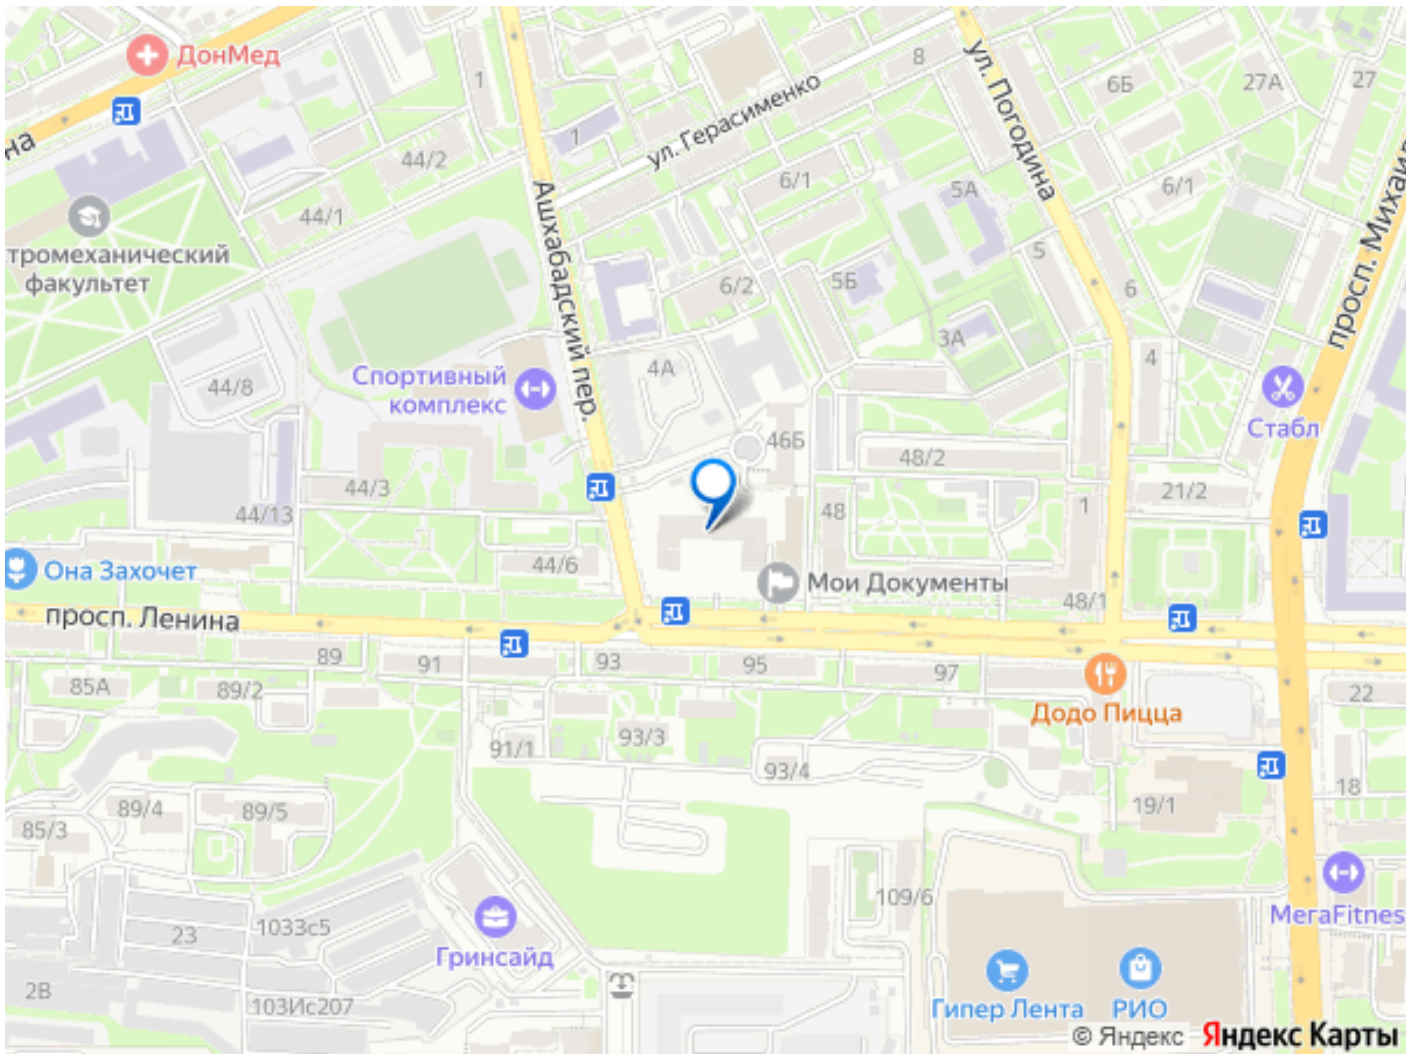 ДонМед
на
44/2
1
1
ул. Герасименко
8
ул. Погодина
6Б
27А
27
44/1
Ашхабадский пер.
6/1
5А
6/1
просп. Михаил
тромеханический
факультет
6/2
5Б
5
6
3А
4
44/8
Спортивный
комплекс
4А
Стабл
46Б
48/2
44/3
44/13
48
1
21/2
Она Захочет
44/6
Мои Документы
48/1
просп. Ленина
89
91
93
95
97
85А
89/2
22
Додо Пицца
91/1
93/3
93/4
89/4
89/5
85/3
19/1
18
109/6
МегаFitnes
23
1033с5
Гринсайд
2В
103Ис207
Гипер Лента
РИО
© Яндекс Яндекс Карты